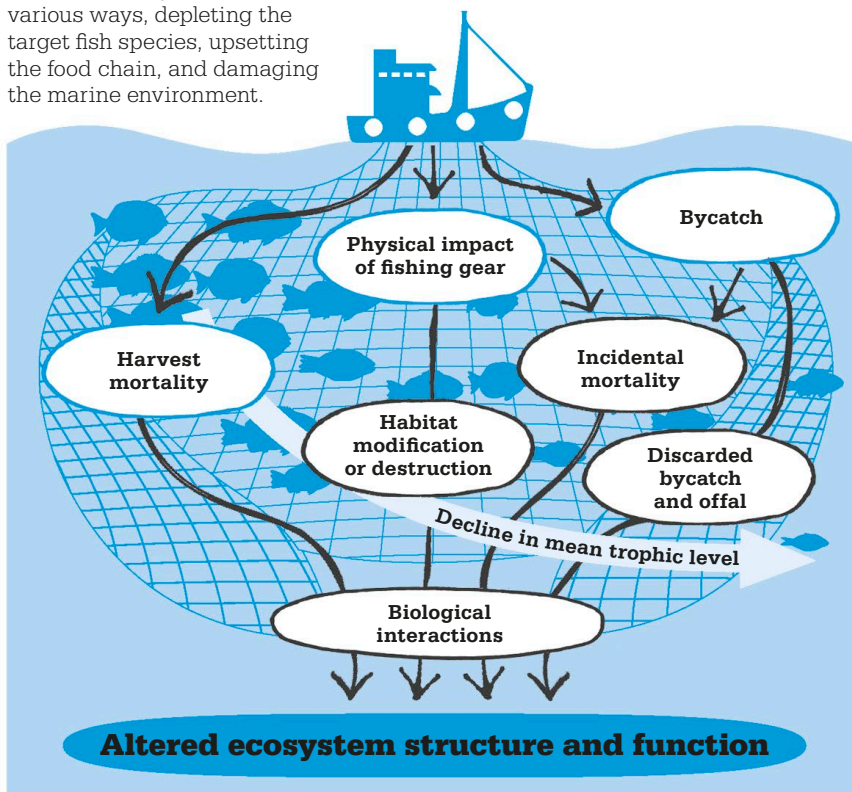 various ways, depleting the
target fish species, upsetting
the food chain, and damaging
the marine environment.
Bycatch
Physical impact
of fishing gear
Harvest
mortality
Incidental
mortality
Habitat
modification
or destruction
Discarded
bycatch
and offal
Decline in mean trophic level
Biological
interactions
Altered ecosystem structure and function